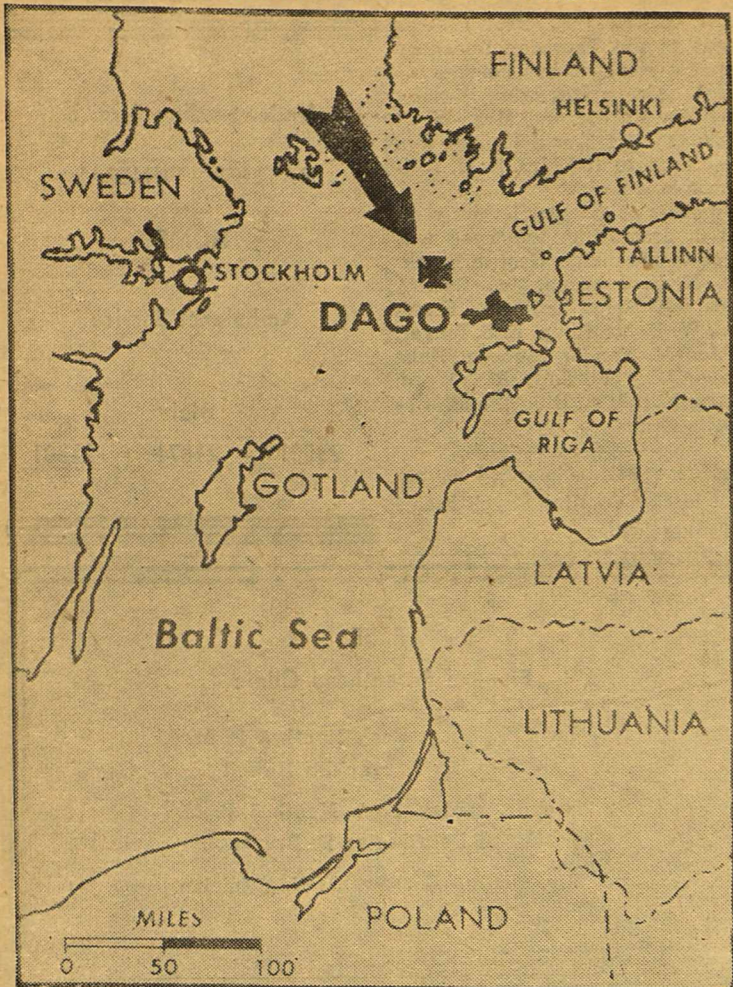 FINLAND
HELSINKI
SWEDEN
GULF OF FINLAND
STOCKHOLM
TALLINN
DAGO
ESTONIA
GULF OF
RIGA
GOTLAND
LATVIA
Baltic Sea
LITHUANIA
MILES
POLAND
0 50 100